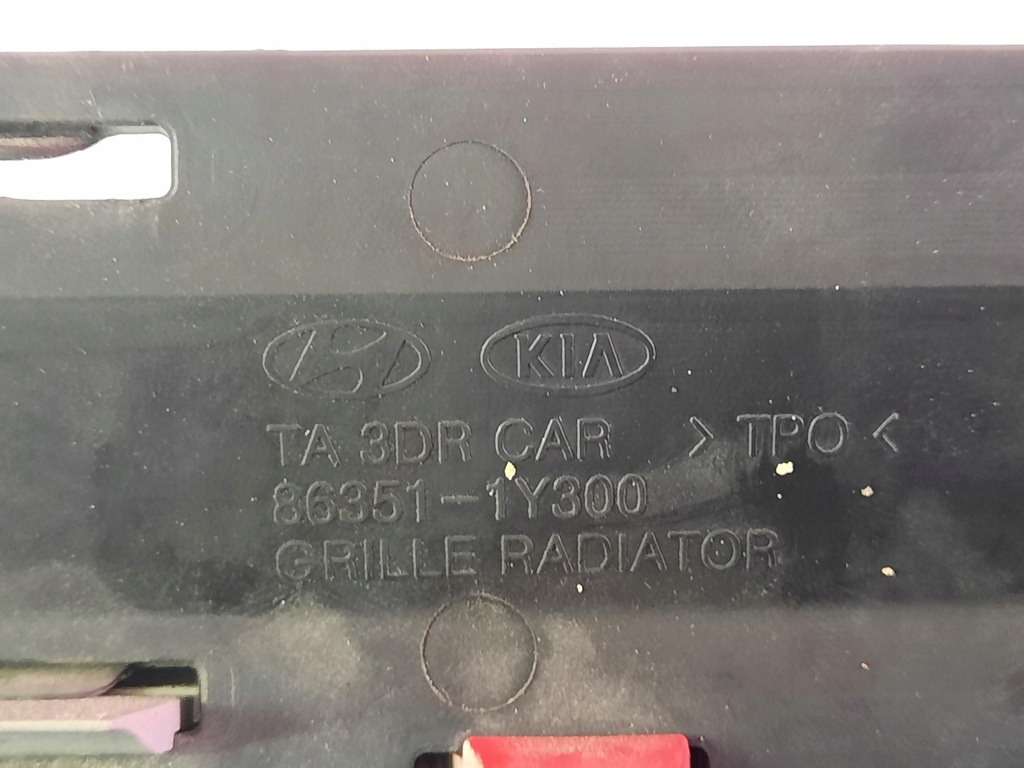 KIA
TA 3DR CAR >TPO<
86351-1Y300
GRILLE RADIATOR